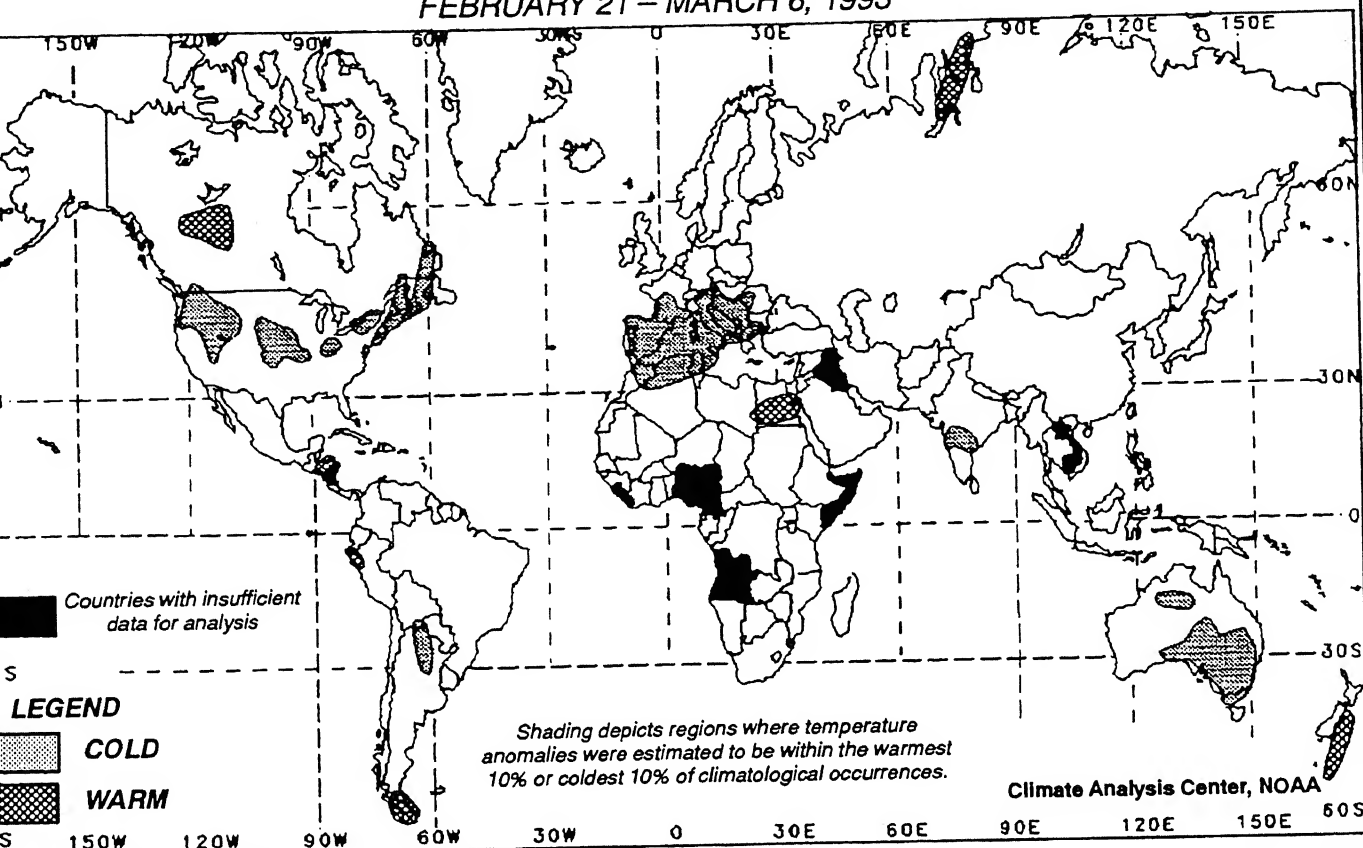 FEBRUARY 21 – MARCH 6, 1993
150W 120W 90W 60W 30W 0 30E 60E 90E 120E 150E
60N
30N
0
Countries with insufficient
data for analysis
30S
S
LEGEND
COLD
WARM
Shading depicts regions where temperature
anomalies were estimated to be within the warmest
10% or coldest 10% of climatological occurrences.
Climate Analysis Center, NOAA
60S
S 150W 120W 90W 60W 30W 0 30E 60E 90E 120E 150E